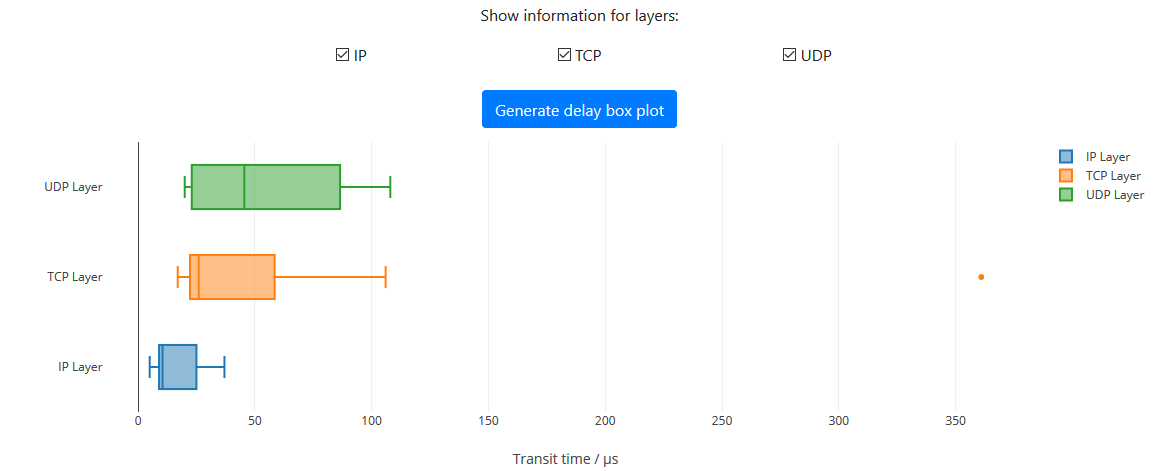 Show information for layers:
IP TCP UDP
Generate delay box plot
IP Layer
TCP Layer
UDP Layer
UDP Layer
TCP Layer
IP Layer
0 50 100 150 200 250 300 350
Transit time / µs